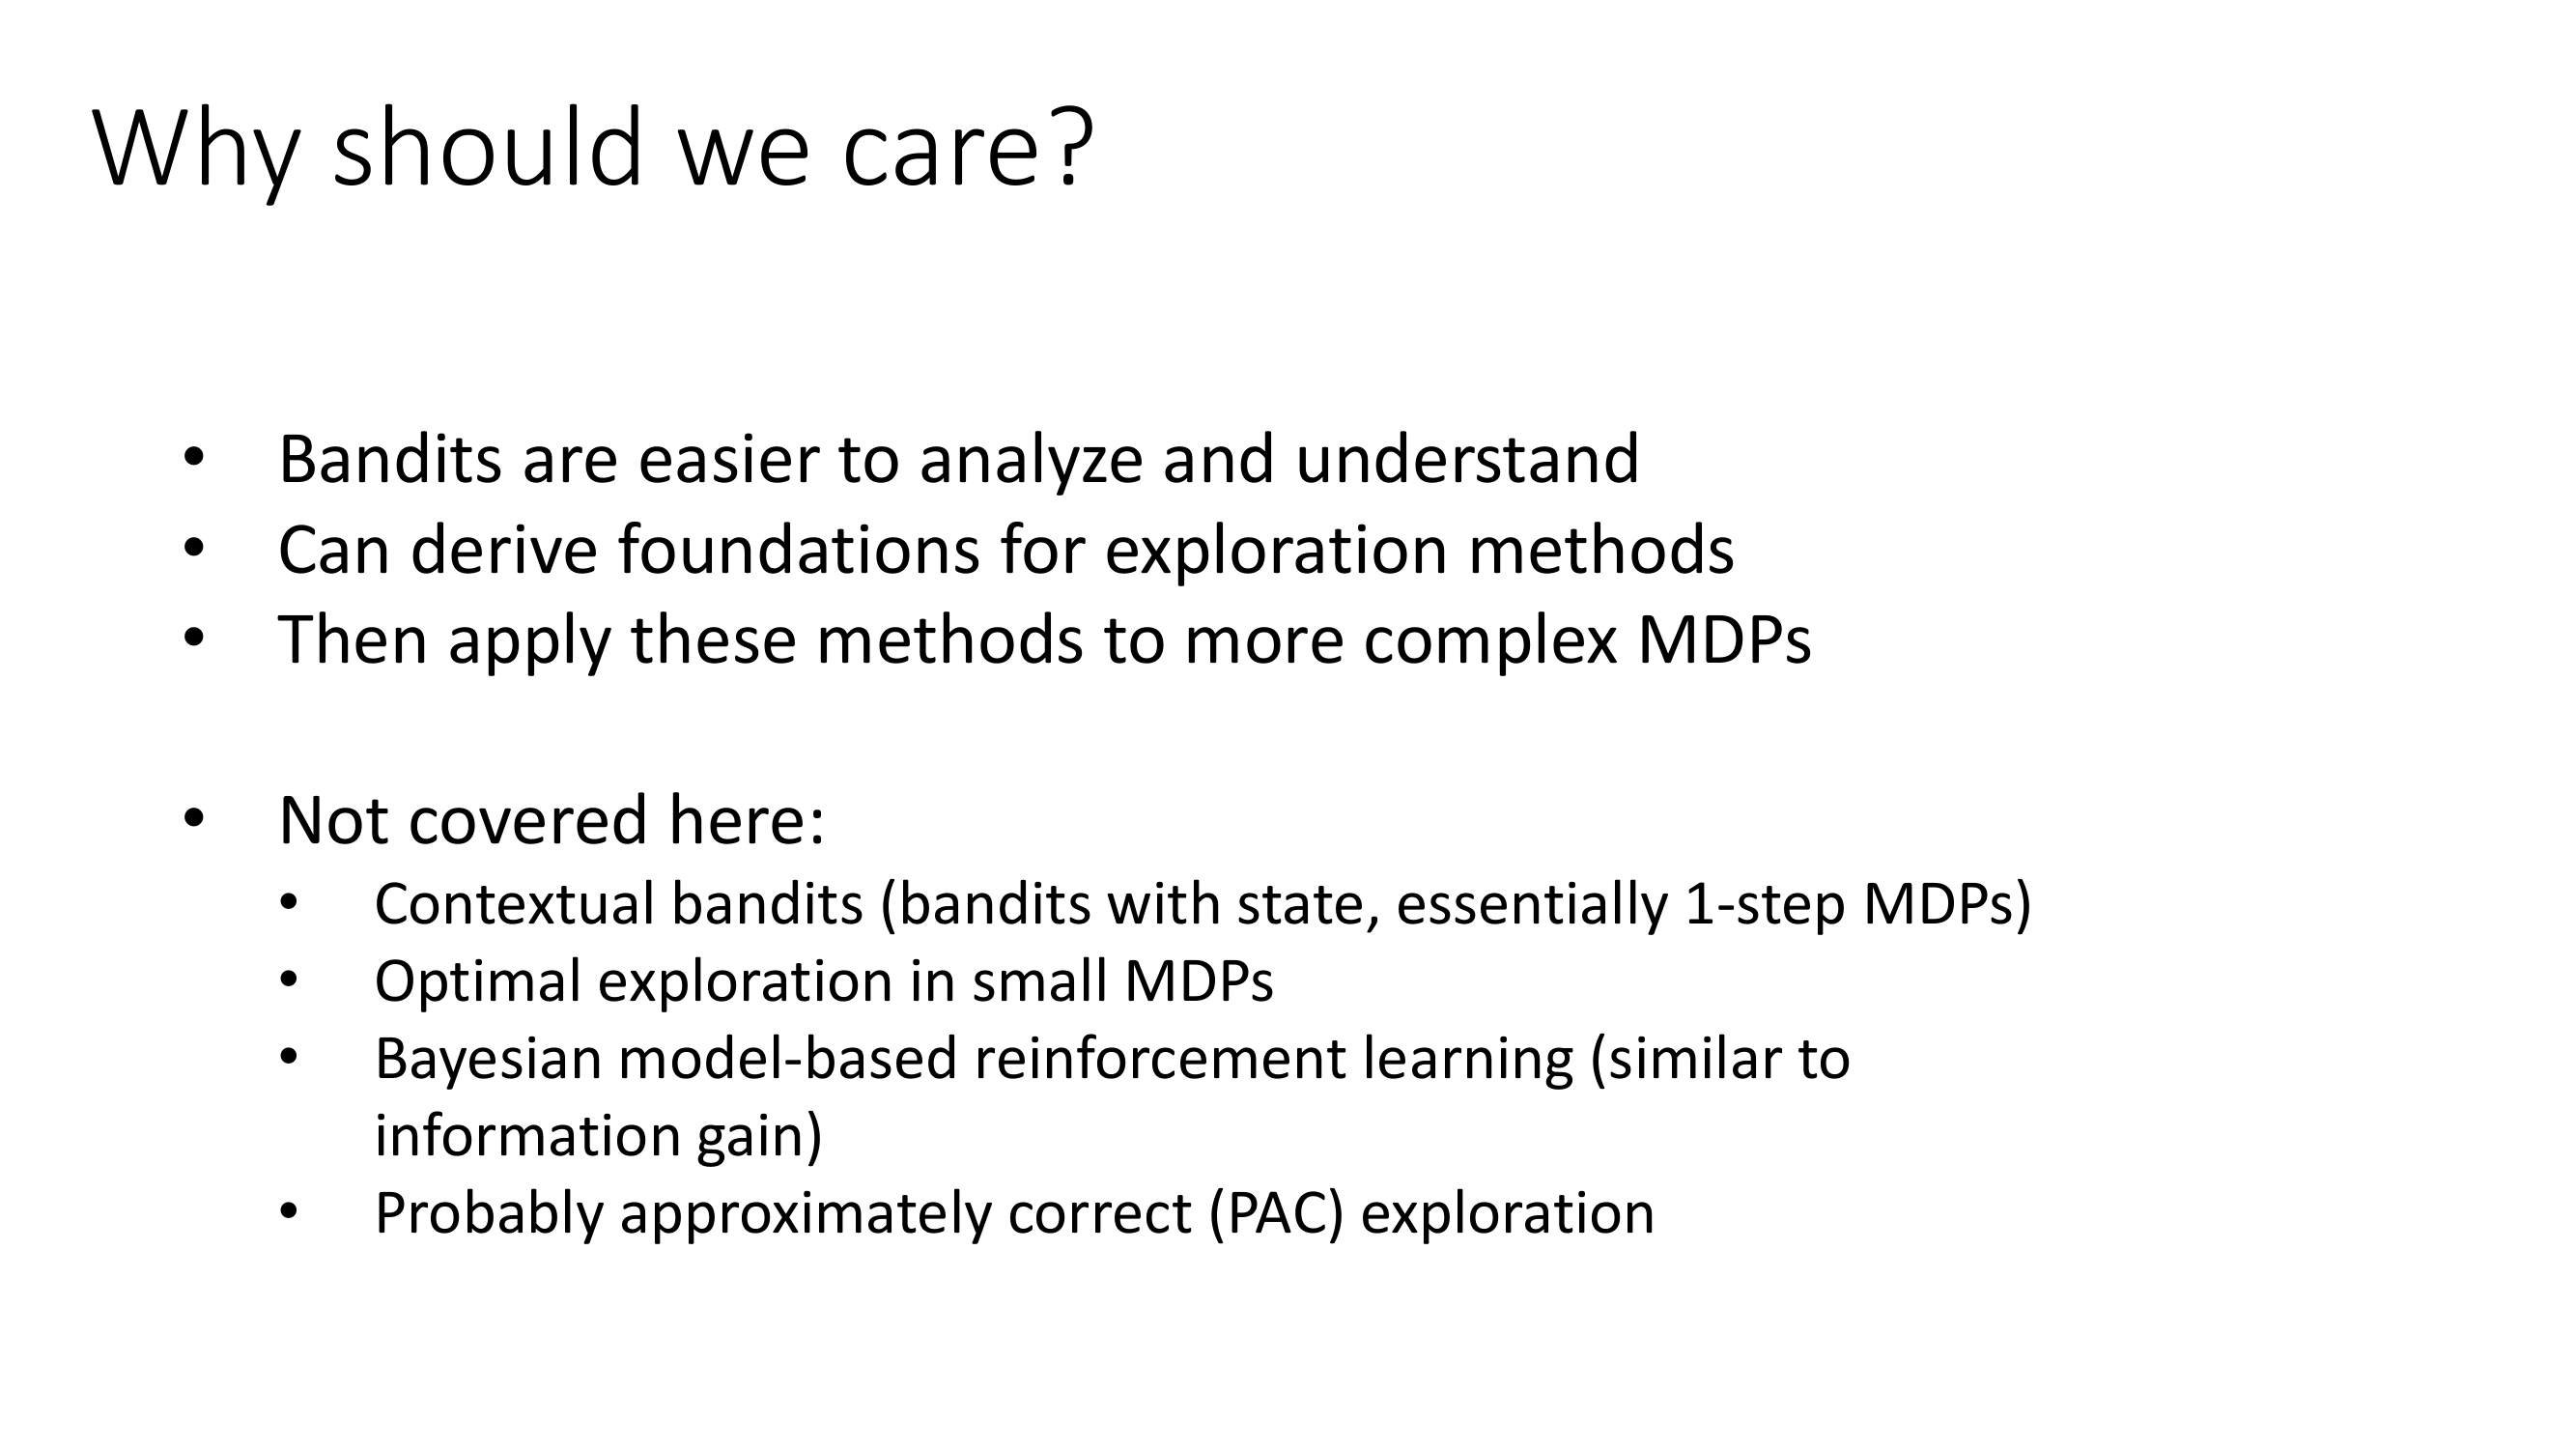 Why should we care?
• Bandits are easier to analyze and understand
• Can derive foundations for exploration methods
• Then apply these methods to more complex MDPs
• Not covered here:
• Contextual bandits (bandits with state, essentially 1-step MDPs)
• Optimal exploration in small MDPs
• Bayesian model-based reinforcement learning (similar to
information gain)
• Probably approximately correct (PAC) exploration